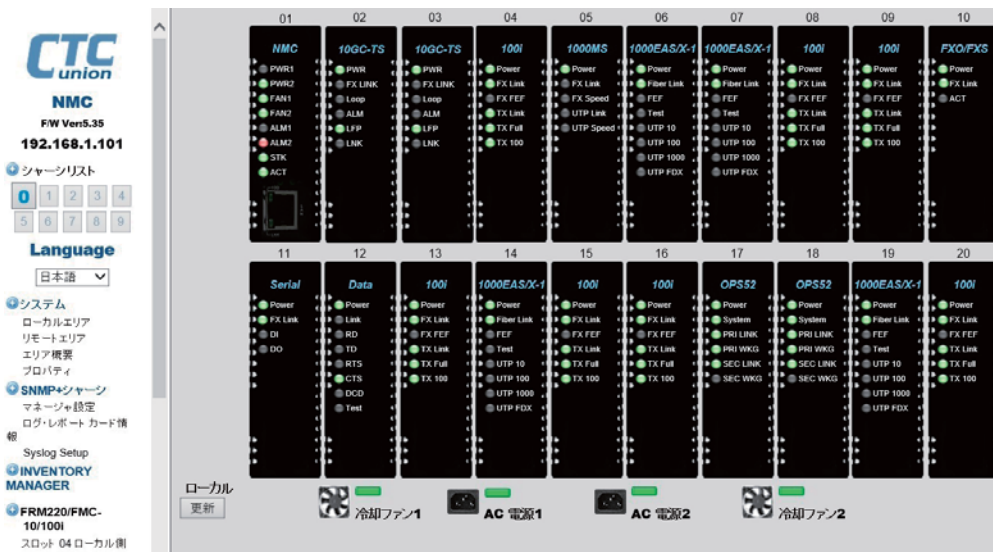 CTC
union
NMC
F/W Ver:5.35
192.168.1.101
シャーシリスト
0 1 2 3 4
5 6 7 8 9
Language
日本語
システム
ローカルエリア
リモートエリア
エリア概要
プロパティ
SNMP+シャーシ
マネージャ設定
ログ・レポート カード情
報
Syslog Setup
INVENTORY
MANAGER
FRM220/FMC-
10/100i
スロット 04 ローカル側
01 02 03 04 05 06 07 08 09 10
NMC
PWR1
PWR2
FAN1
FAN2
ALM1
ALM2
STK
ACT
10GC-TS
PWR
FX LINK
Loop
ALM
LFP
LNK
10GC-TS
PWR
FX LINK
Loop
ALM
LFP
LNK
100i
Power
FX Link
FX FEF
TX Link
TX Full
TX 100
1000MS
Power
FX Link
FX Speed
UTP Link
UTP Speed
1000EAS/X-1
Power
Fiber Link
FEF
Test
UTP 10
UTP 100
UTP 1000
UTP FDX
1000EAS/X-1
Power
Fiber Link
FEF
Test
UTP 10
UTP 100
UTP 1000
UTP FDX
100i
Power
FX Link
FX FEF
TX Link
TX Full
TX 100
100i
Power
FX Link
FX FEF
TX Link
TX Full
TX 100
FXO/FXS
Power
FX Link
ACT
11 12 13 14 15 16 17 18 19 20
Serial
Power
FX Link
DI
DO
Data
Power
Link
RD
TD
RTS
CTS
DCD
Test
100i
Power
FX Link
FX FEF
TX Link
TX Full
TX 100
1000EAS/X-1
Power
Fiber Link
FEF
Test
UTP 10
UTP 100
UTP 1000
UTP FDX
100i
Power
FX Link
FX FEF
TX Link
TX Full
TX 100
100i
Power
FX Link
FX FEF
TX Link
TX Full
TX 100
OPS52
Power
System
PRI LINK
PRI WKG
SEC LINK
SEC WKG
OPS52
Power
System
PRI LINK
PRI WKG
SEC LINK
SEC WKG
1000EAS/X-1
Power
Fiber Link
FEF
Test
UTP 10
UTP 100
UTP 1000
UTP FDX
100i
Power
FX Link
FX FEF
TX Link
TX Full
TX 100
ローカル
更新
冷却ファン1
AC 電源1
AC 電源2
冷却ファン2